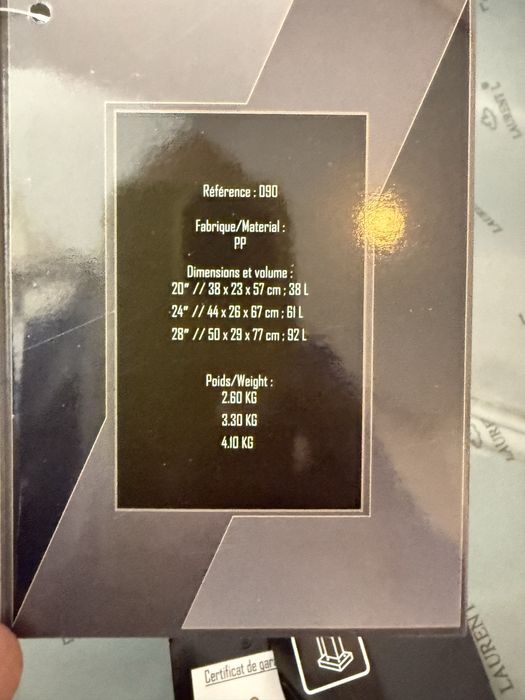 Référence : 090
Fabrique/Material :
PP
Dimensions et volume :
20" // 38 x 23 x 57 cm ; 38 L
24" // 44 x 26 x 67 cm ; 61 L
28" // 50 x 29 x 77 cm ; 92 L
Poids/Weight :
2.60 KG
3.30 KG
4.10 KG
LAURENT
Certificat de
LAURENT